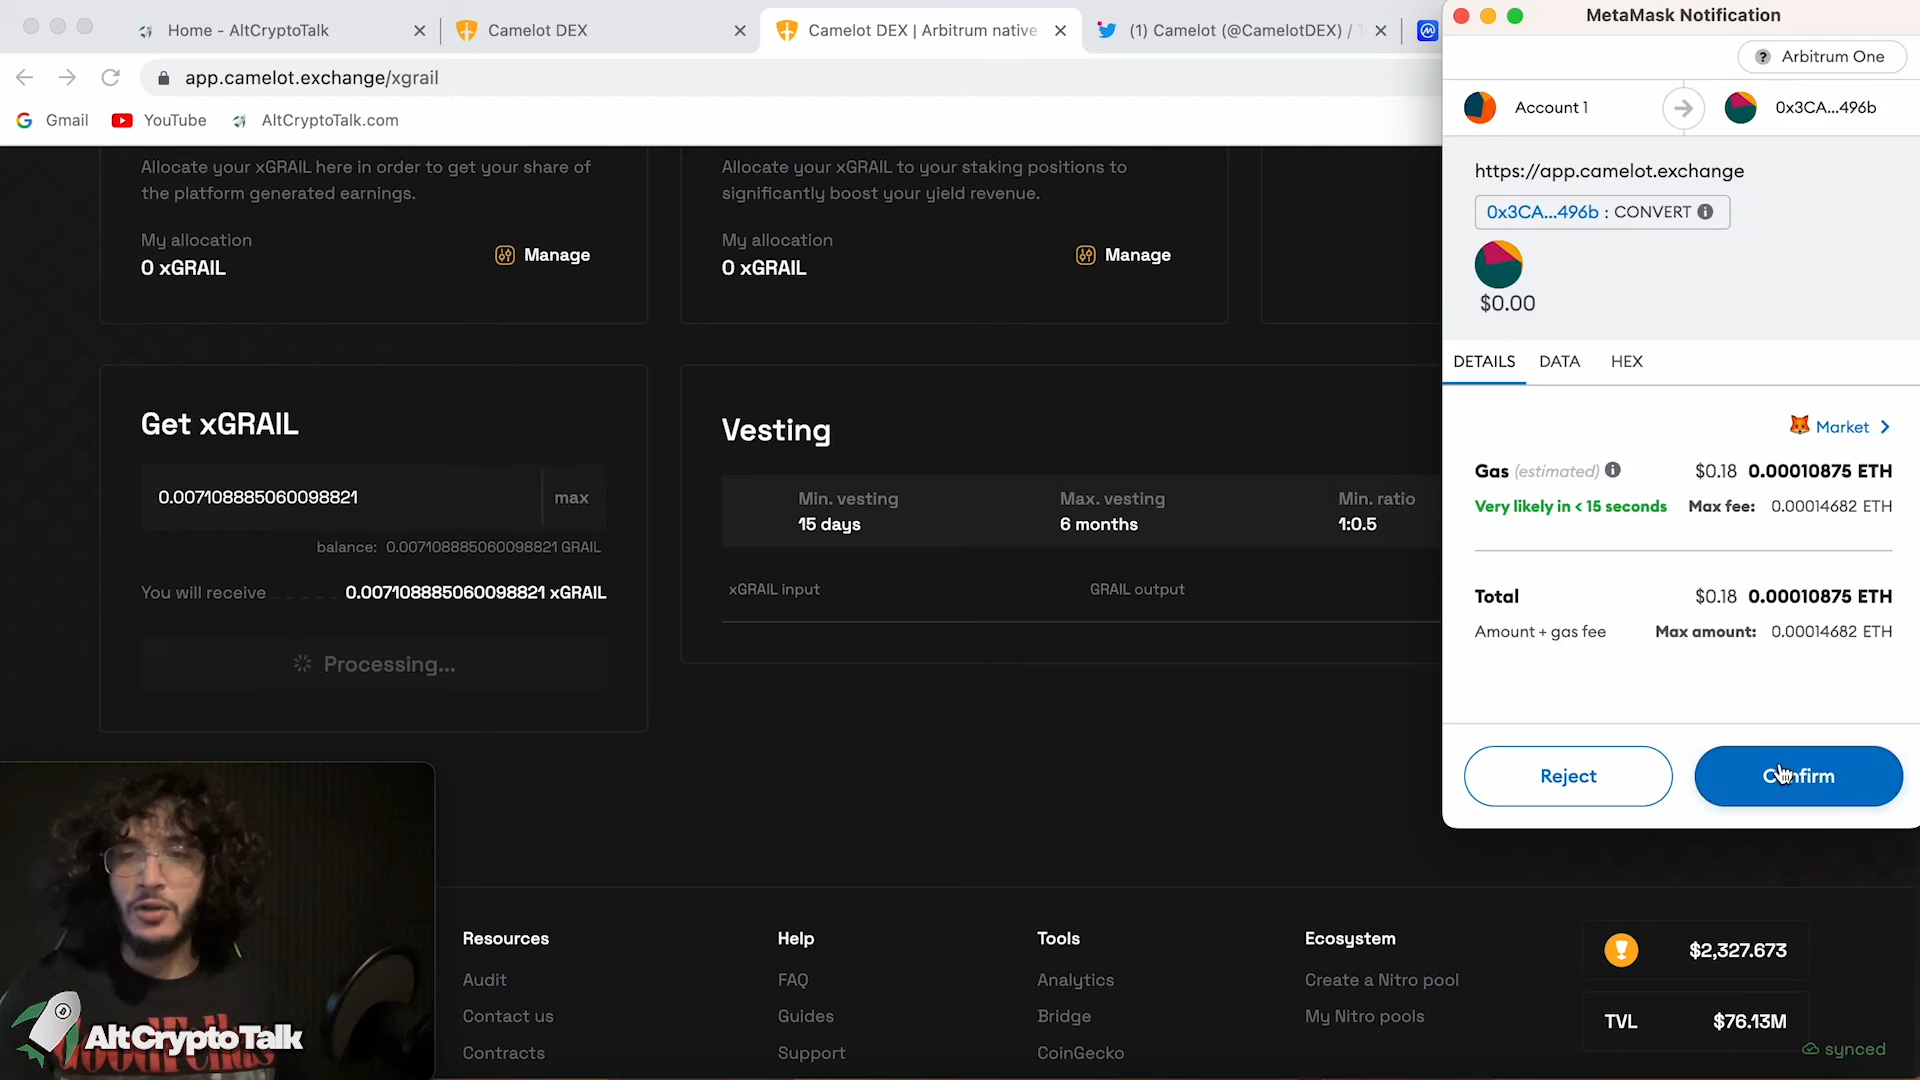 Home - AltCryptoTalk
Camelot DEX
Camelot DEX | Arbitrum native
(1) Camelot (@CamelotDEX) / T
app.camelot.exchange/xgrail
Gmail
YouTube
AltCryptoTalk.com
Allocate your xGRAIL here in order to get your share of
the platform generated earnings.
My allocation
0 xGRAIL
Manage
Allocate your xGRAIL to your staking positions to
significantly boost your yield revenue.
My allocation
0 xGRAIL
Manage
Get xGRAIL
0.007108885060098821
max
balance: 0.007108885060098821 GRAIL
You will receive 0.007108885060098821 xGRAIL
Processing...
Vesting
Min. vesting
15 days
Max. vesting
6 months
Min. ratio
1:0.5
xGRAIL input
GRAIL output
MetaMask Notification
Arbitrum One
Account 1
0x3CA...496b
https://app.camelot.exchange
0x3CA...496b : CONVERT
$0.00
DETAILS
DATA
HEX
Market
Gas (estimated) $0.18 0.00010875 ETH
Very likely in < 15 seconds Max fee: 0.00014682 ETH
Total $0.18 0.00010875 ETH
Amount + gas fee Max amount: 0.00014682 ETH
Reject
Confirm
Resources
Audit
Contact us
Contracts
Help
FAQ
Guides
Support
Tools
Analytics
Bridge
CoinGecko
Ecosystem
Create a Nitro pool
My Nitro pools
$2,327.673
TVL $76.13M
synced
AltCryptoTalk